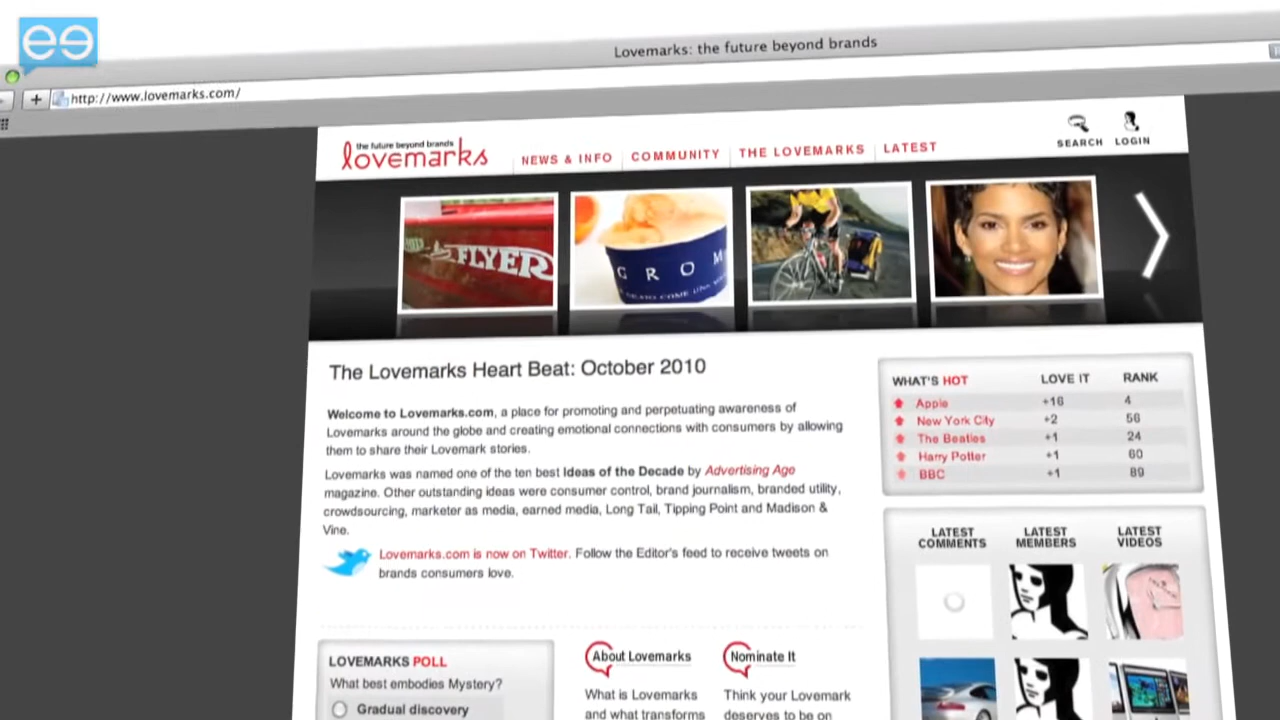 ee
Lovemarks: the future beyond brands
http://www.lovemarks.com/
the future beyond brands
lovemarks
NEWS & INFO
COMMUNITY
THE LOVEMARKS
LATEST
SEARCH
LOGIN
FLYER
GROM
The Lovemarks Heart Beat: October 2010
Welcome to Lovemarks.com, a place for promoting and perpetuating awareness of
Lovemarks around the globe and creating emotional connections with consumers by allowing
them to share their Lovemark stories.
Lovemarks was named one of the ten best Ideas of the Decade by Advertising Age
magazine. Other outstanding ideas were consumer control, brand journalism, branded utility,
crowdsourcing, marketer as media, earned media, Long Tail, Tipping Point and Madison &
Vine.
Lovemarks.com is now on Twitter. Follow the Editor's feed to receive tweets on
brands consumers love.
WHAT'S HOT LOVE IT RANK
Apple +16 4
New York City +2 56
The Beatles +1 24
Harry Potter +1 60
BBC +1 89
LATEST
COMMENTS
LATEST
MEMBERS
LATEST
VIDEOS
LOVEMARKS POLL
What best embodies Mystery?
Gradual discovery
About Lovemarks
What is Lovemarks
and what transforms
Nominate It
Think your Lovemark
deserves to be on